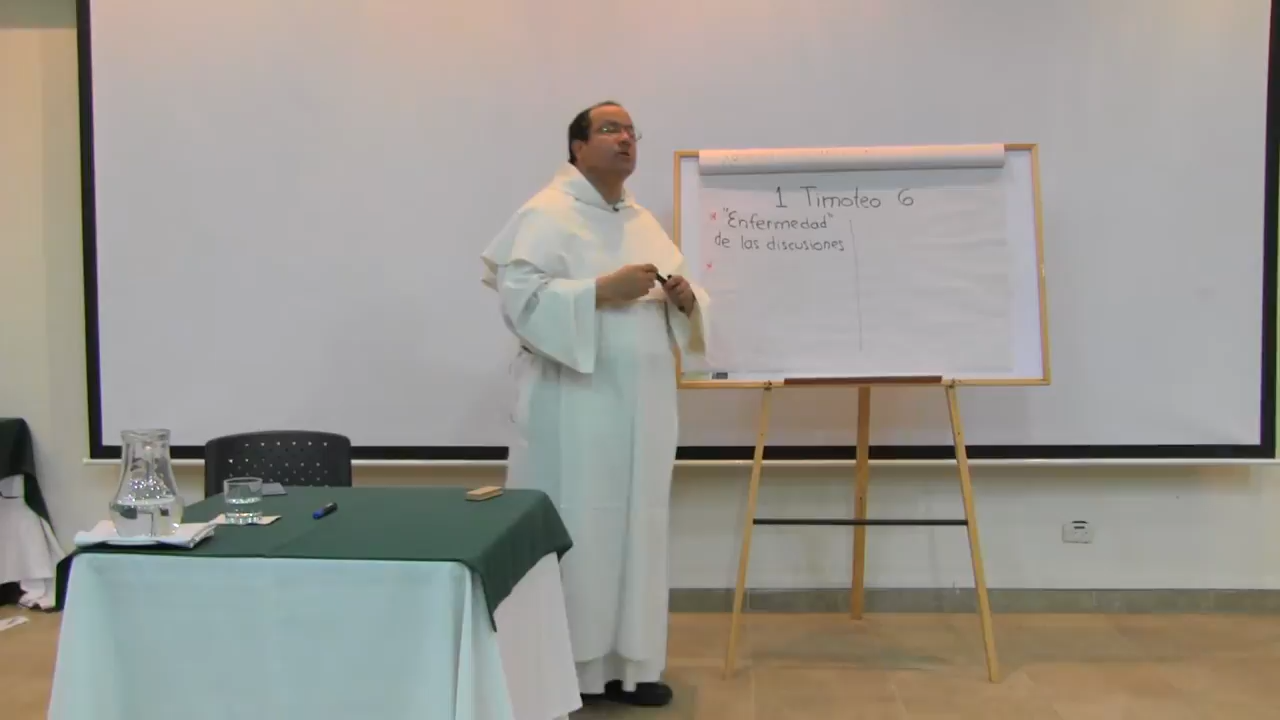 1 Timoteo 6
"Enfermedad"
de las discusiones